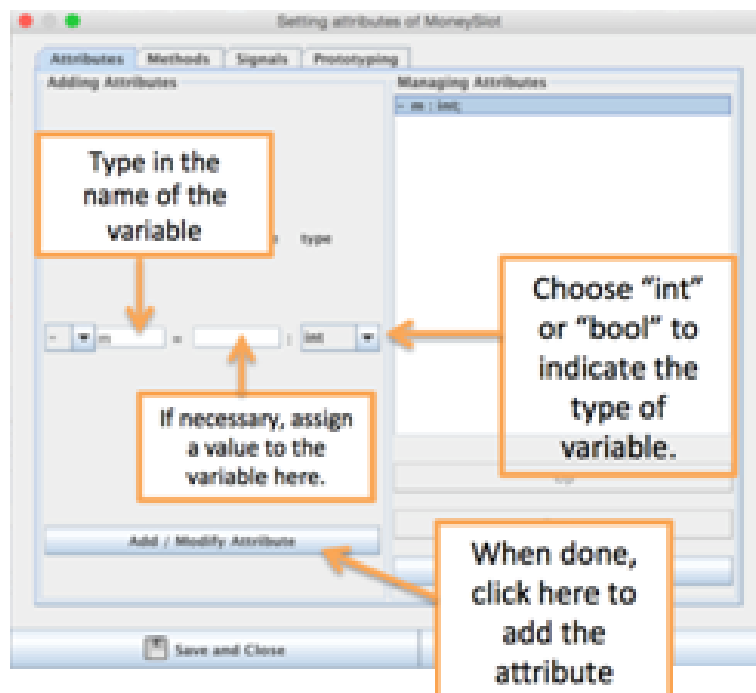 Setting attributes of MoneySlot
Attributes Methods Signals Prototyping
Adding Attributes
Managing Attributes
- m : int;
Type in the
name of the
variable
type
Choose "int"
or "bool" to
indicate the
type of
variable.
- m = : int
If necessary, assign
a value to the
variable here.
Add / Modify Attribute
When done,
click here to
add the
attribute
Save and Close